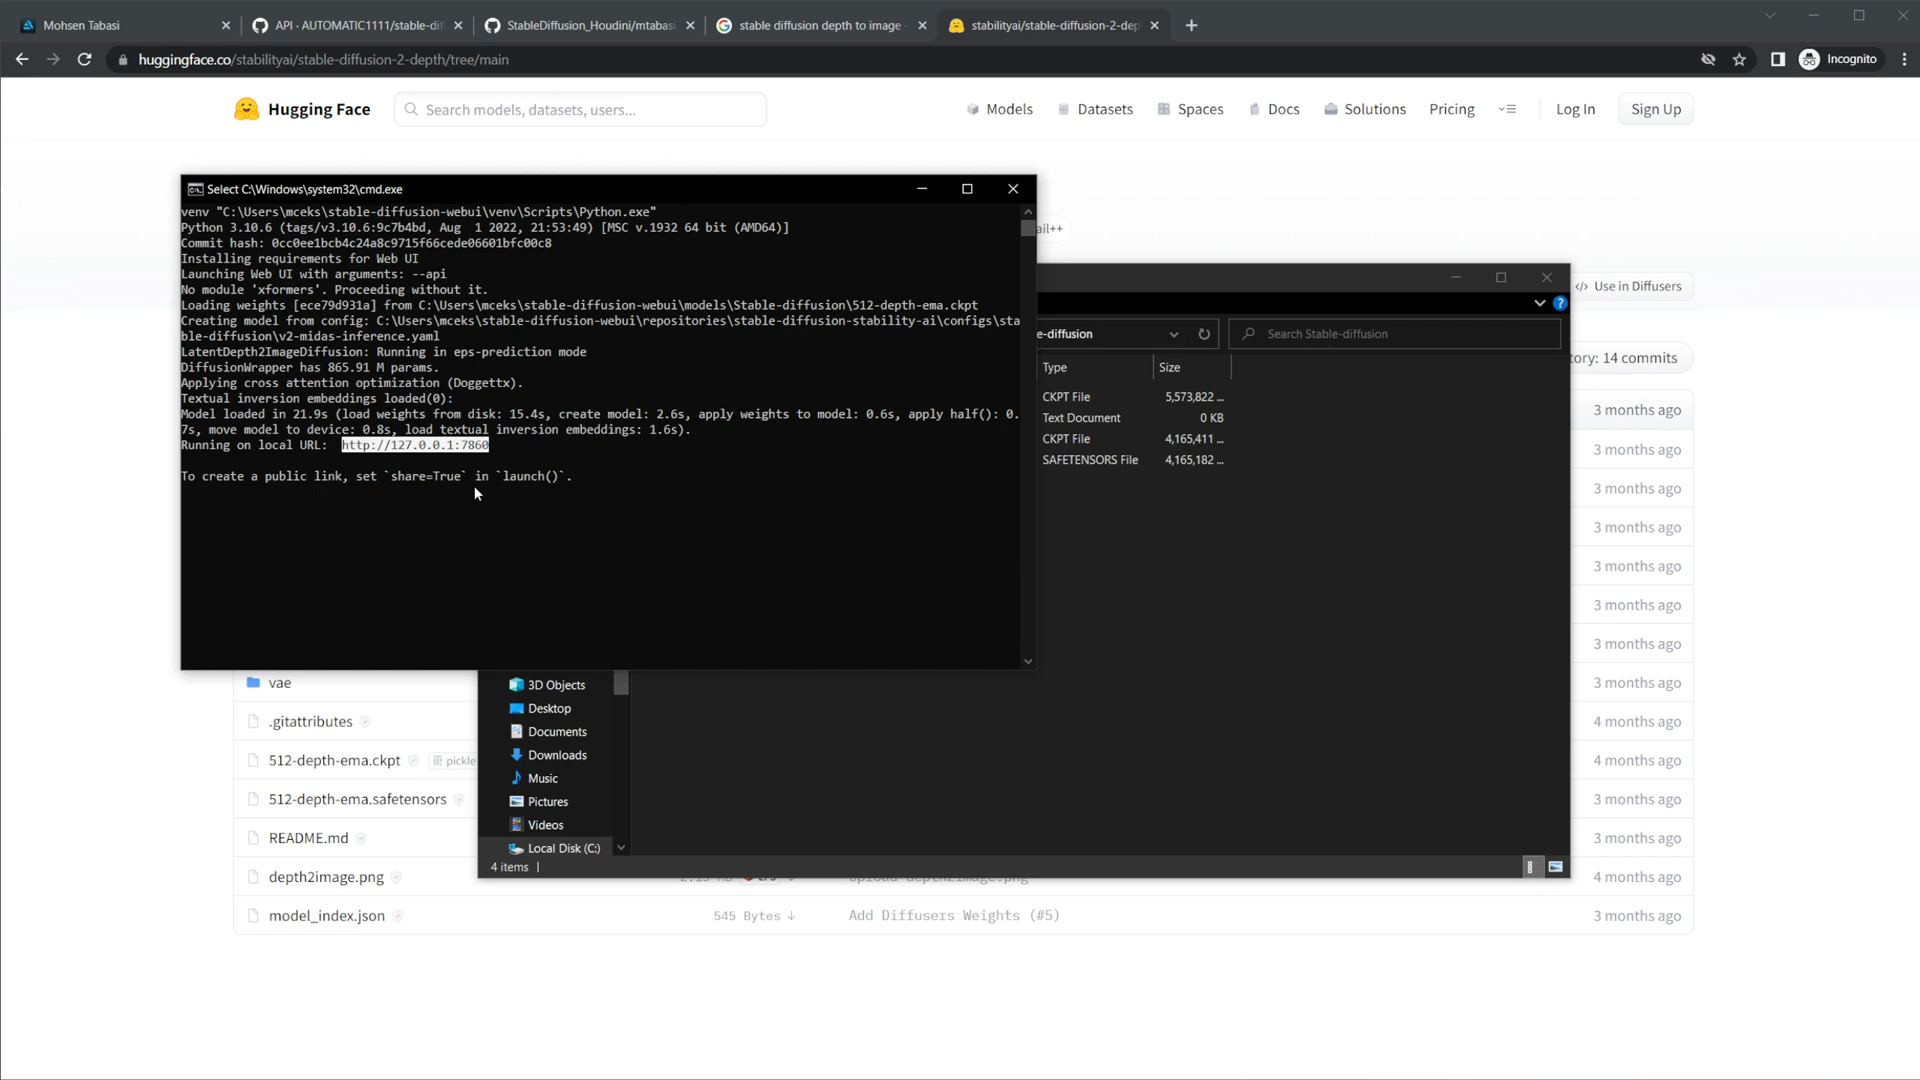 Mohsen Tabasi
API · AUTOMATIC1111/stable-dif
StableDiffusion_Houdini/mtabasi
stable diffusion depth to image -
stabilityai/stable-diffusion-2-dep
huggingface.co/stabilityai/stable-diffusion-2-depth/tree/main
Incognito
Hugging Face
Search models, datasets, users...
Models
Datasets
Spaces
Docs
Solutions
Pricing
Log In
Sign Up
Select C:\Windows\system32\cmd.exe
venv "C:\Users\mceks\stable-diffusion-webui\venv\Scripts\Python.exe"
Python 3.10.6 (tags/v3.10.6:9c7b4bd, Aug  1 2022, 21:53:49) [MSC v.1932 64 bit (AMD64)]
Commit hash: 0cc0ee1bcb4c24a8c9715f66cede06601bfc00c8
Installing requirements for Web UI
Launching Web UI with arguments: --api
No module 'xformers'. Proceeding without it.
Loading weights [ece79d931a] from C:\Users\mceks\stable-diffusion-webui\models\Stable-diffusion\512-depth-ema.ckpt
Creating model from config: C:\Users\mceks\stable-diffusion-webui\repositories\stable-diffusion-stability-ai\configs\sta
ble-diffusion\v2-midas-inference.yaml
LatentDepth2ImageDiffusion: Running in eps-prediction mode
DiffusionWrapper has 865.91 M params.
Applying cross attention optimization (Doggettx).
Textual inversion embeddings loaded(0):
Model loaded in 21.9s (load weights from disk: 15.4s, create model: 2.6s, apply weights to model: 0.6s, apply half(): 0.
7s, move model to device: 0.8s, load textual inversion embeddings: 1.6s).
Running on local URL:  http://127.0.0.1:7860
To create a public link, set `share=True` in `launch()`.
ail++
</> Use in Diffusers
e-diffusion
Search Stable-diffusion
tory: 14 commits
Type Size
CKPT File 5,573,822 ...
Text Document 0 KB
CKPT File 4,165,411 ...
SAFETENSORS File 4,165,182 ...
3 months ago
3 months ago
3 months ago
3 months ago
3 months ago
3 months ago
3 months ago
3D Objects
Desktop
Documents
Downloads
Music
Pictures
Videos
Local Disk (C:)
4 items
vae 3 months ago
.gitattributes 4 months ago
512-depth-ema.ckpt pickle 4 months ago
512-depth-ema.safetensors 3 months ago
README.md 3 months ago
depth2image.png 4 months ago
model_index.json 545 Bytes Add Diffusers Weights (#5) 3 months ago